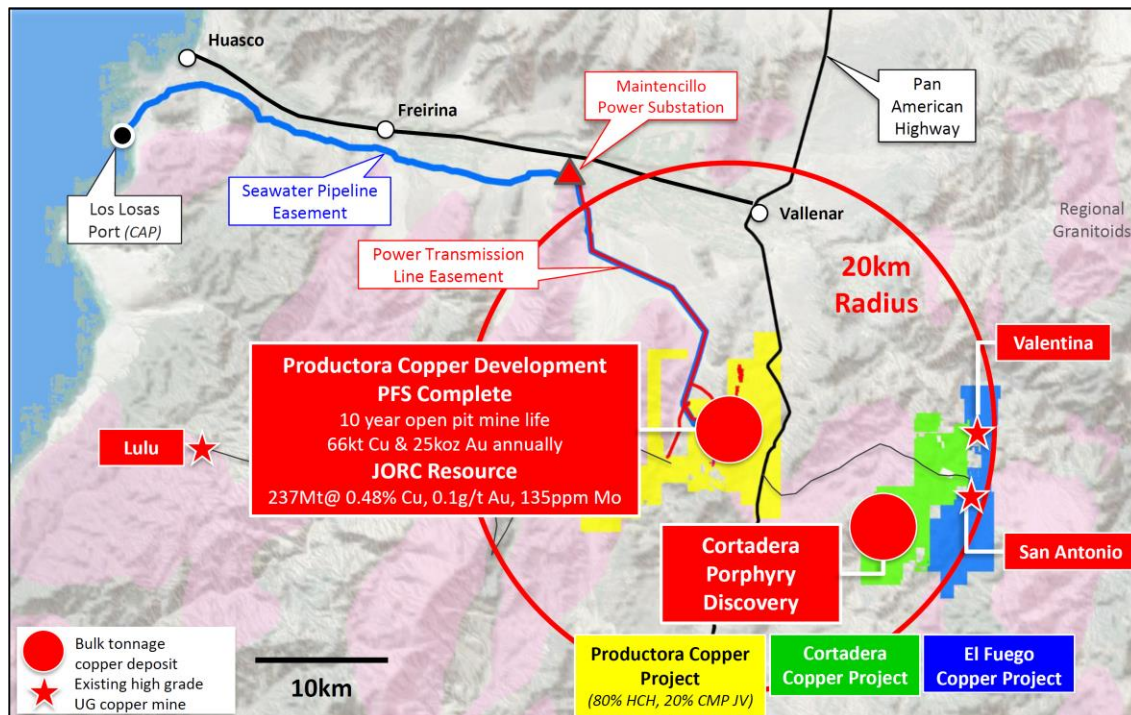 Huasco
Freirina
Maintencillo
Power Substation
Pan
American
Highway
Los Losas
Port (CAP)
Seawater Pipeline
Easement
Vallenar
Regional
Granitoids
Power Transmission
Line Easement
20km
Radius
Productora Copper Development
PFS Complete
10 year open pit mine life
66kt Cu & 25koz Au annually
JORC Resource
237Mt@ 0.48% Cu, 0.1g/t Au, 135ppm Mo
Valentina
Lulu
Cortadera
Porphyry
Discovery
San Antonio
Bulk tonnage
copper deposit
Existing high grade
UG copper mine
10km
Productora Copper
Project
(80% HCH, 20% CMP JV)
Cortadera
Copper Project
El Fuego
Copper Project